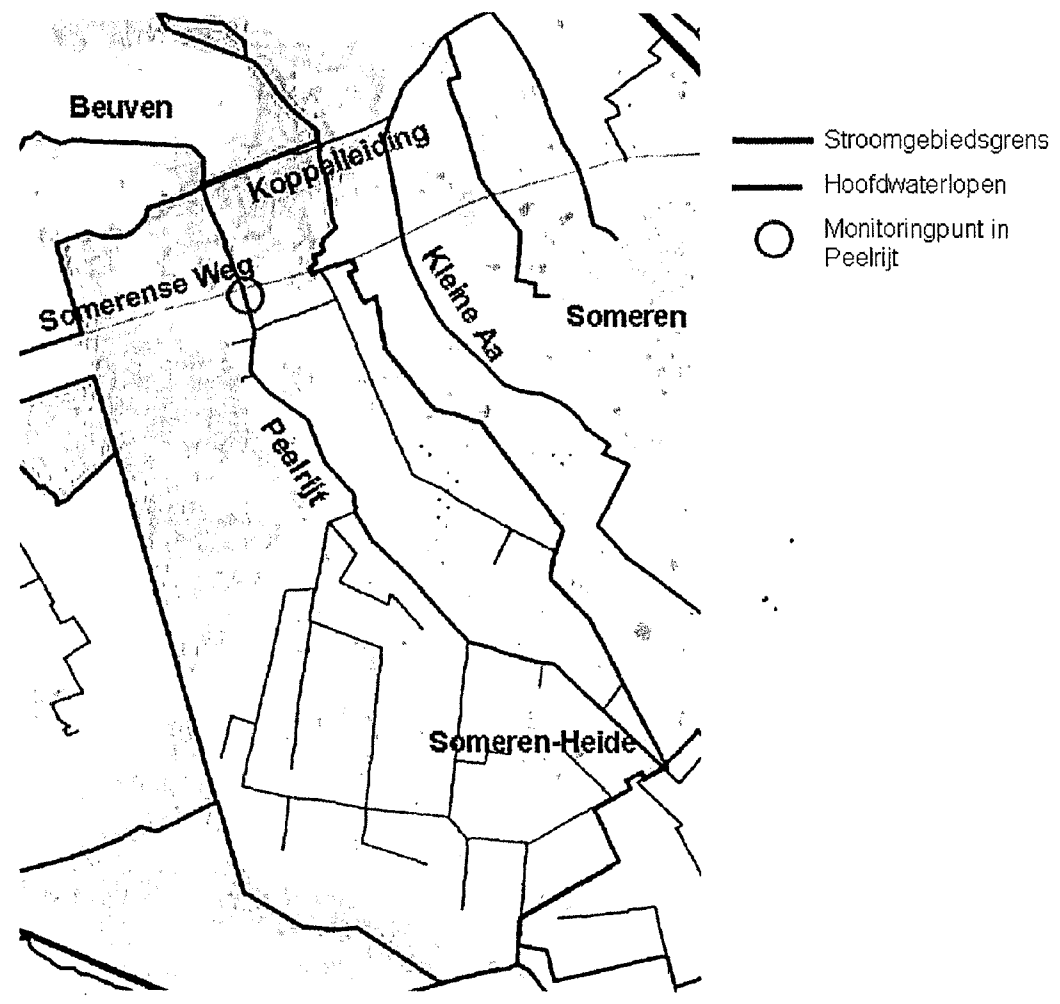 Beuven
Koppelleiding
Somerense Weg
Kleine Aa
Someren
Peelrijt
Someren-Heide
Stroomgebiedsgrens
Hoofdwaterlopen
Monitoringpunt in
Peelrijt